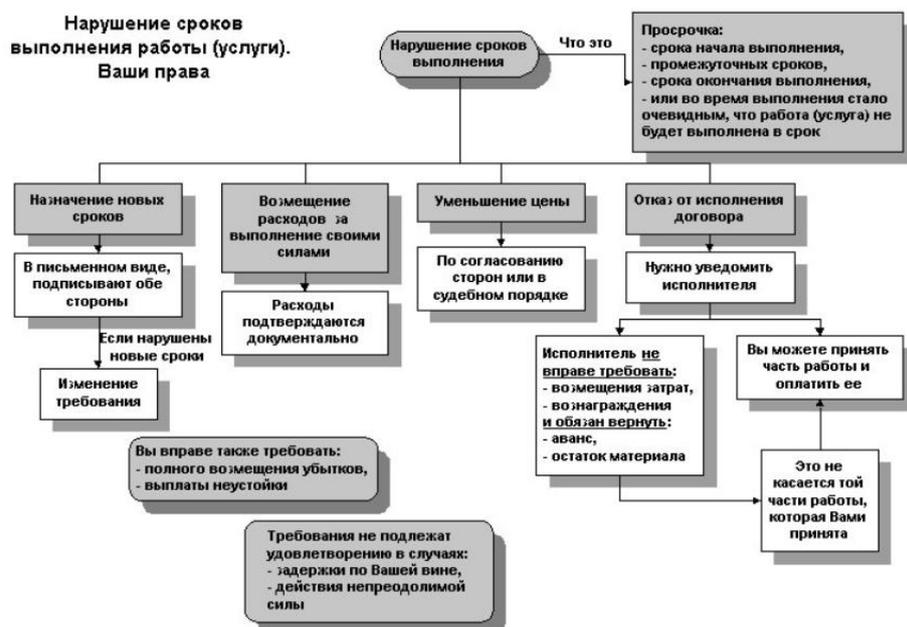 Нарушение сроков
выполнения работы (услуги).
Ваши права
Нарушение сроков
выполнения
Что это
Просрочка:
- срока начала выполнения,
- промежуточных сроков,
- срока окончания выполнения,
- или во время выполнения стало
очевидным, что работа (услуга) не
будет выполнена в срок
Назначение новых
сроков
В письменном виде,
подписывают обе
стороны
Если нарушены
новые сроки
Изменение
требования
Возмещение
расходов за
выполнение своими
силами
Расходы
подтверждаются
документально
Уменьшение цены
По согласованию
сторон или в
судебном порядке
Отказ от исполнения
договора
Нужно уведомить
исполнителя
Исполнитель не
вправе требовать:
- возмещения затрат,
- вознаграждения
и обязан вернуть:
- аванс,
- остаток материала
Вы можете принять
часть работы и
оплатить ее
Это не
касается той
части работы,
которая Вами
принята
Вы вправе также требовать:
- полного возмещения убытков,
- выплаты неустойки
Требования не подлежат
удовлетворению в случаях:
- задержки по Вашей вине,
- действия непреодолимой
силы